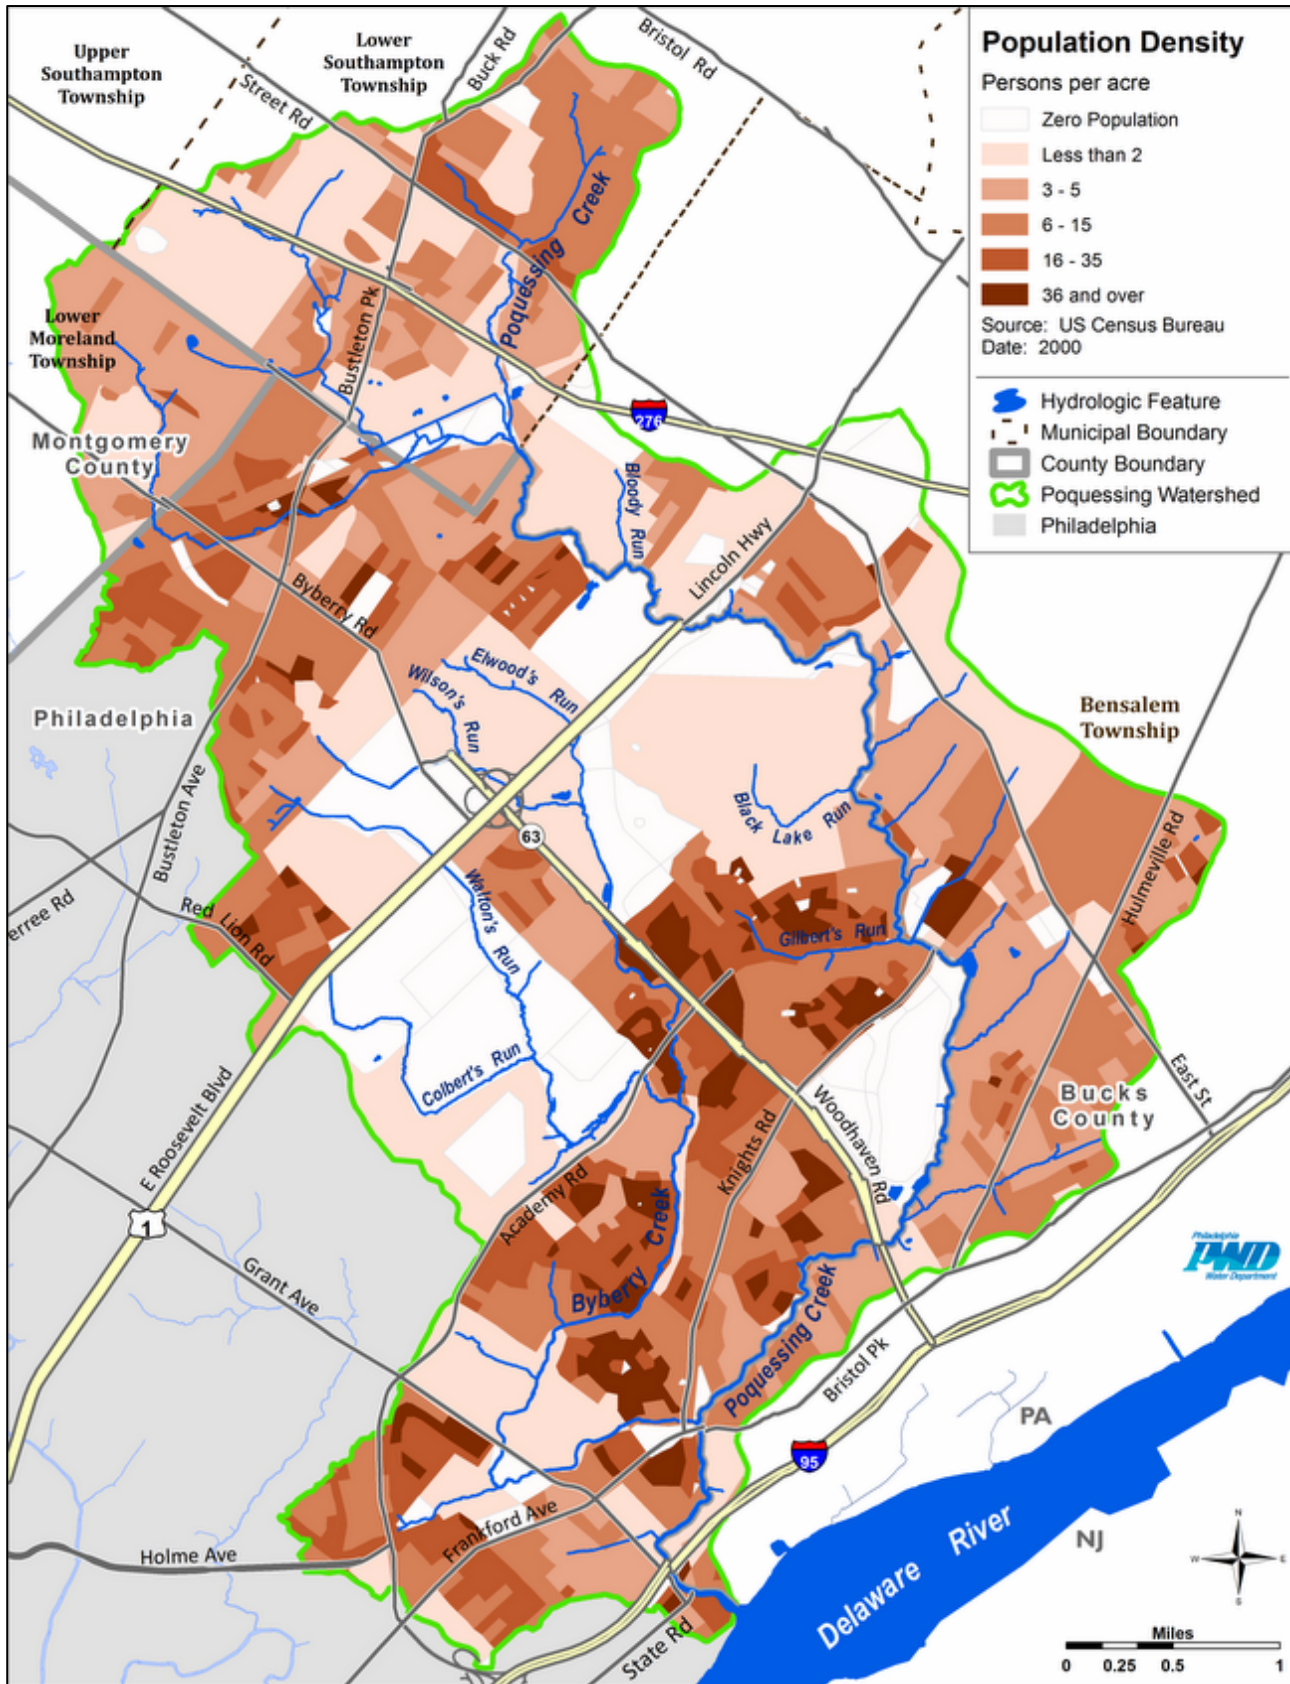 Population Density
Persons per acre
Zero Population
Less than 2
3 - 5
6 - 15
16 - 35
36 and over
Source: US Census Bureau
Date: 2000
Hydrologic Feature
Municipal Boundary
County Boundary
Poquessing Watershed
Philadelphia
Upper
Southampton
Township
Lower
Southampton
Township
Buck Rd
Bristol Rd
Street Rd
Poquessing Creek
Bustleton Pk
Lower
Moreland
Township
276
Montgomery
County
Bloody Run
Lincoln Hwy
Byberry Rd
Elwood's Run
Wilson's Run
Philadelphia
Bensalem
Township
Bustleton Ave
Black Lake Run
63
Hulmeville Rd
Walton's Run
Red Lion Rd
erree Rd
Gilbert's Run
Colbert's Run
E Roosevelt Blvd
Woodhaven Rd
East St
Bucks
County
Knights Rd
Academy Rd
1
Byberry Creek
Grant Ave
Philadelphia
PWD
Water Department
Poquessing Creek
Bristol Pk
PA
95
NJ
Frankford Ave
Holme Ave
Delaware River
State Rd
N
W
E
S
Miles
0 0.25 0.5 1